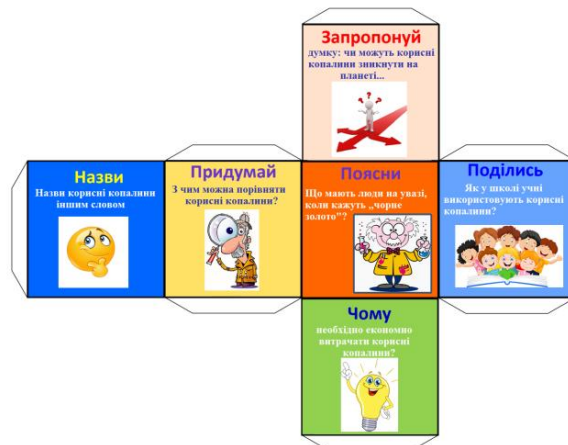 Запропонуй
думку: чи можуть корисні
копалини зникнути на
планеті...
Назви
Назви корисні копалини
іншим словом
Придумай
З чим можна порівняти
корисні копалини?
Поясни
Що мають люди на увазі,
коли кажуть „чорне
золото”?
Поділись
Як у школі учні
використовують корисні
копалини?
Чому
необхідно економно
витрачати корисні
копалини?